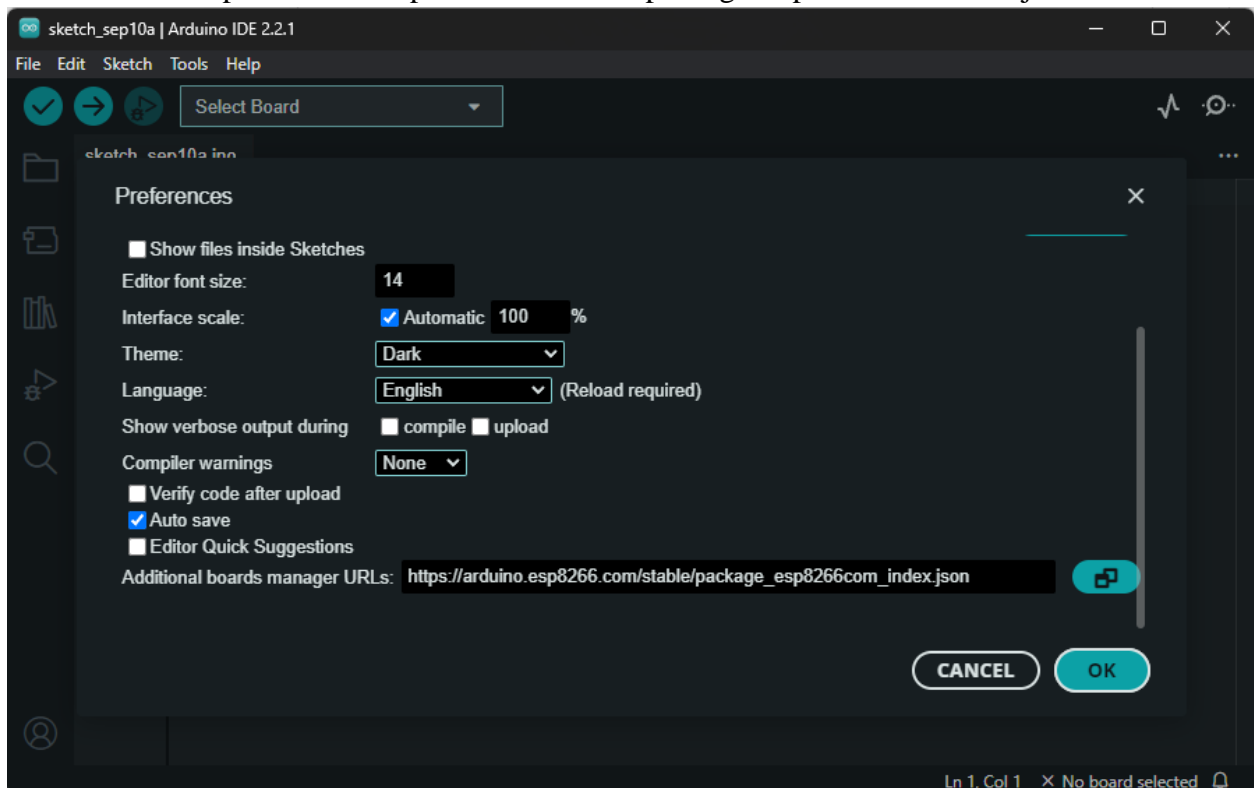 sketch_sep10a | Arduino IDE 2.2.1
File Edit Sketch Tools Help
Select Board
sketch_sep10a.ino
Preferences
Show files inside Sketches
Editor font size: 14
Interface scale: Automatic 100 %
Theme: Dark
Language: English (Reload required)
Show verbose output during compile upload
Compiler warnings None
Verify code after upload
Auto save
Editor Quick Suggestions
Additional boards manager URLs: https://arduino.esp8266.com/stable/package_esp8266com_index.json
CANCEL OK
Ln 1, Col 1 × No board selected